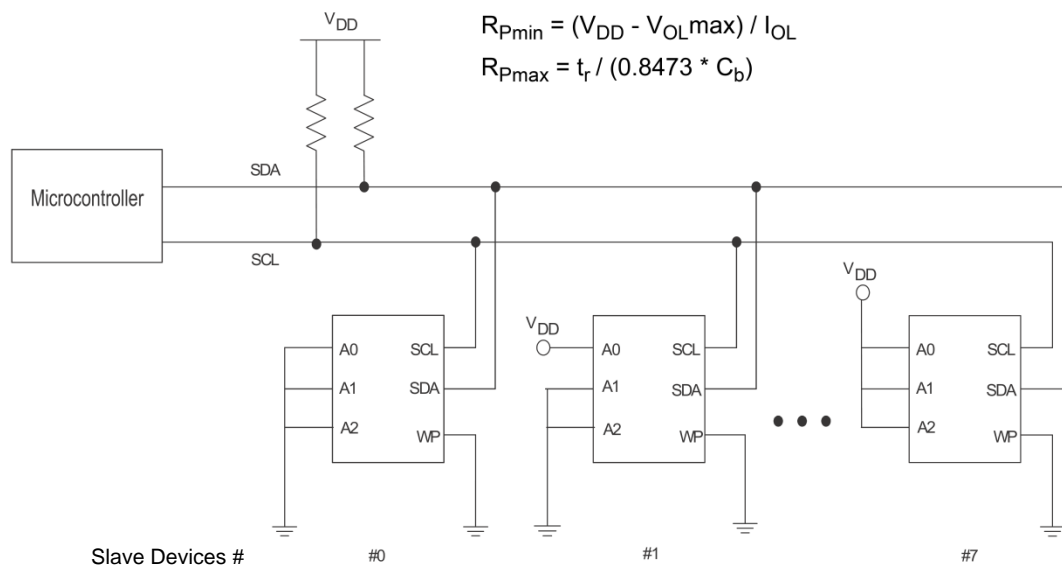 V_DD
R_Pmin = (V_DD - V_OLmax) / I_OL
R_Pmax = t_r / (0.8473 * C_b)
Microcontroller
SDA
SCL
V_DD
V_DD
A0
SCL
A1
SDA
A2
WP
A0
SCL
A1
SDA
A2
WP
A0
SCL
A1
SDA
A2
WP
Slave Devices #
#0
#1
#7